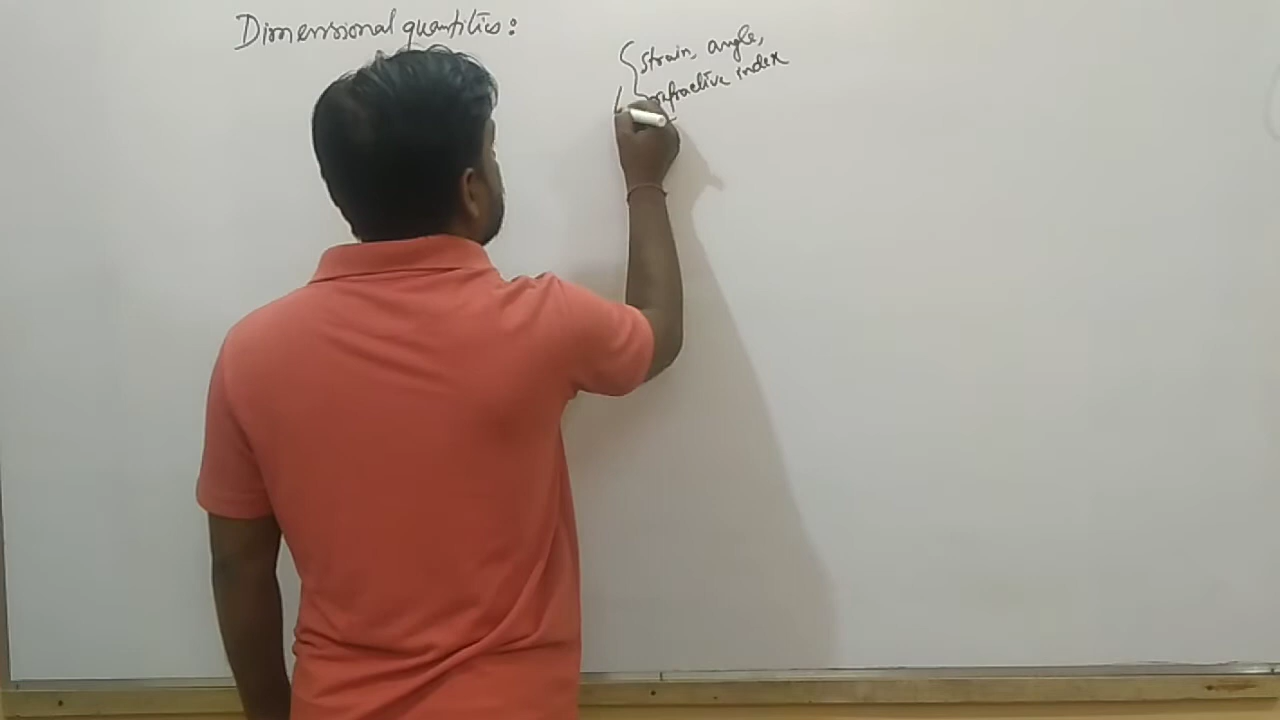 Dimensional quantities:
strain, angle,
refractive index